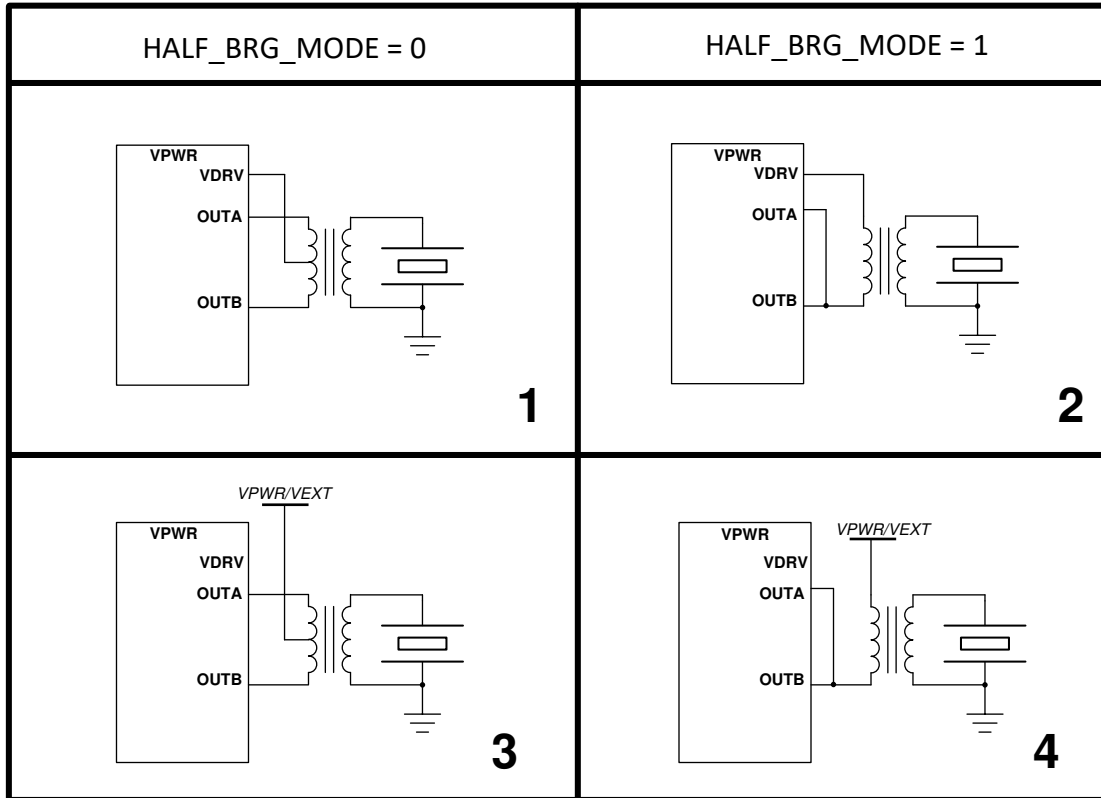 HALF_BRG_MODE = 0
HALF_BRG_MODE = 1
VPWR
VDRV
OUTA
OUTB
1
VPWR
VDRV
OUTA
OUTB
2
VPWR/VEXT
VPWR
VDRV
OUTA
OUTB
3
VPWR/VEXT
VPWR
VDRV
OUTA
OUTB
4